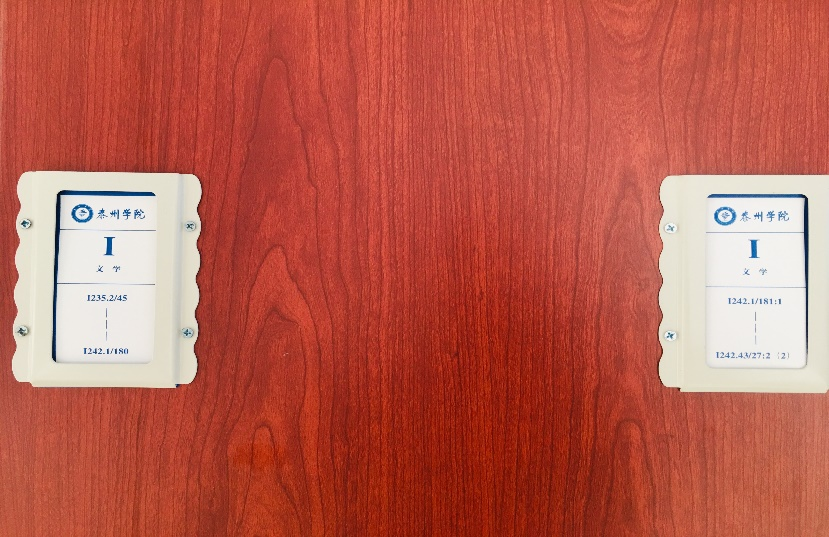 泰州学院
I
文 学
I235.2/45
I242.1/180
泰州学院
I
文 学
I242.1/181:1
I242.43/27:2 (2)